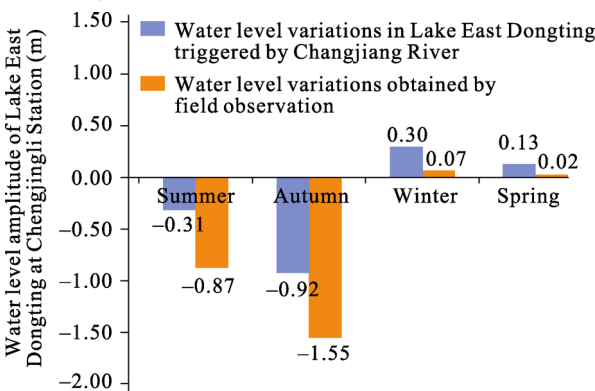 Water level amplitude of Lake East
Dongting at Chengjingli Station (m)
1.50
1.00
0.50
0.00
−0.50
−1.00
−1.50
−2.00
Water level variations in Lake East Dongting
triggered by Changjiang River
Water level variations obtained by
field observation
0.30
0.07
0.13
0.02
Summer
Autumn
Winter
Spring
−0.31
−0.87
−0.92
−1.55